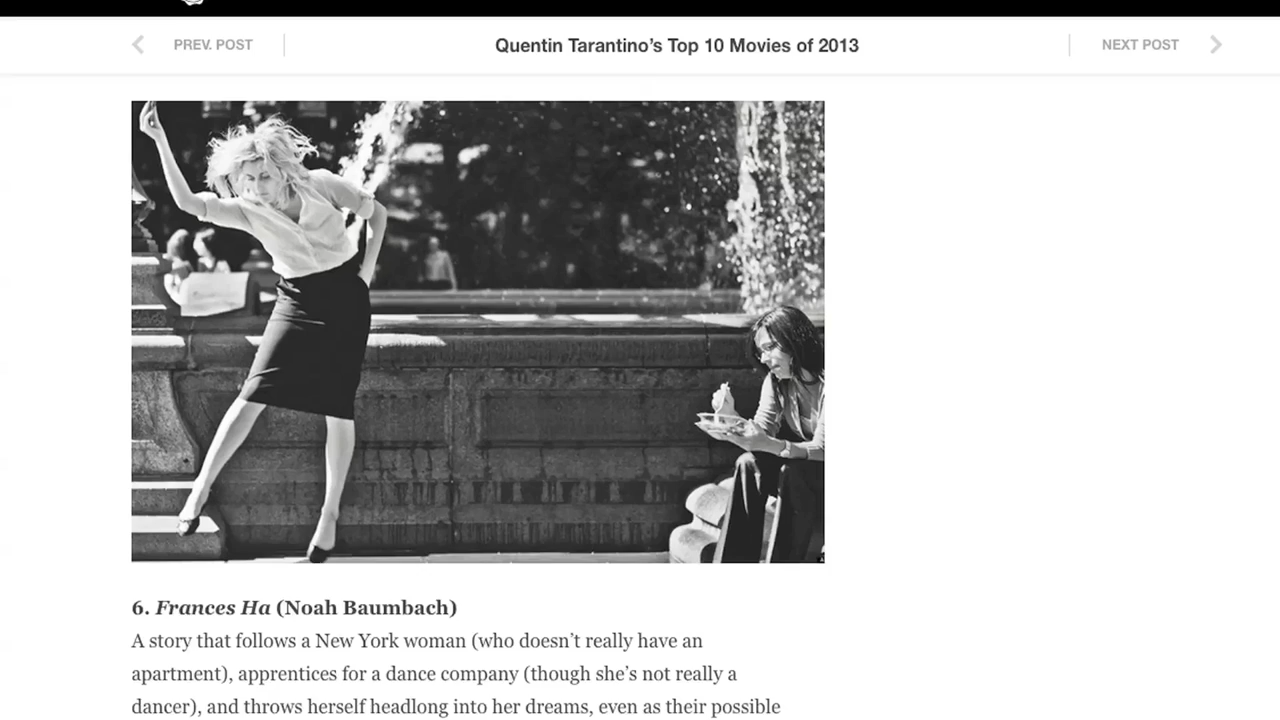 PREV. POST
Quentin Tarantino’s Top 10 Movies of 2013
NEXT POST
6. Frances Ha (Noah Baumbach)
A story that follows a New York woman (who doesn’t really have an
apartment), apprentices for a dance company (though she’s not really a
dancer), and throws herself headlong into her dreams, even as their possible